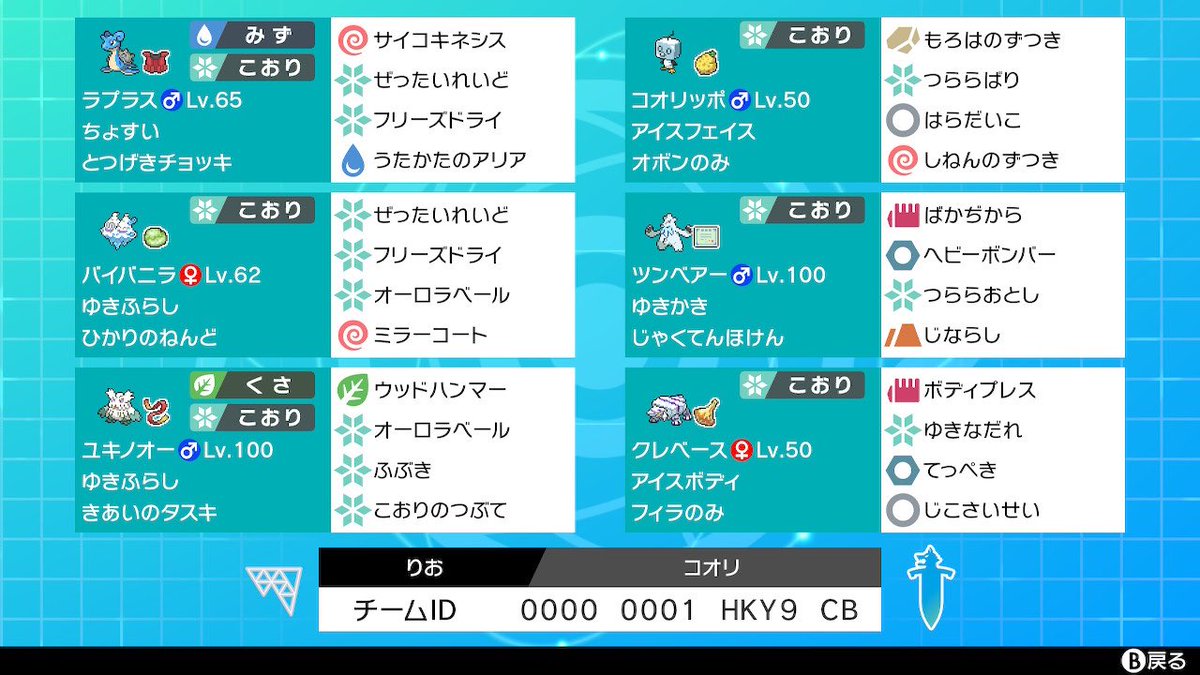 みず
こおり
ラプラス♂Lv.65
ちょすい
とつげきチョッキ
サイコキネシス
ぜったいれいど
フリーズドライ
うたかたのアリア
こおり
コオリッポ♂Lv.50
アイスフェイス
オボンのみ
もろはのずつき
つららばり
はらだいこ
しねんのずつき
こおり
バイバニラ♀Lv.62
ゆきふらし
ひかりのねんど
ぜったいれいど
フリーズドライ
オーロラベール
ミラーコート
こおり
ツンベアー♂Lv.100
ゆきかき
じゃくてんほけん
ばかぢから
ヘビーボンバー
つららおとし
じならし
くさ
こおり
ユキノオー♂Lv.100
ゆきふらし
きあいのタスキ
ウッドハンマー
オーロラベール
ふぶき
こおりのつぶて
こおり
クレベース♀Lv.50
アイスボディ
フィラのみ
ボディプレス
ゆきなだれ
てっぺき
じこさいせい
りお コオリ
チームID 0000 0001 HKY9 CB
B戻る